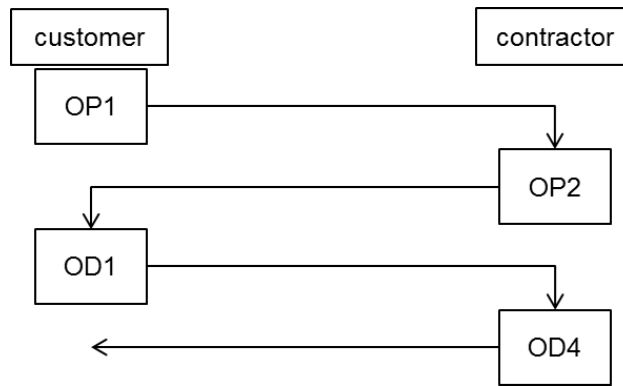 customer
contractor
OP1
OP2
OD1
OD4